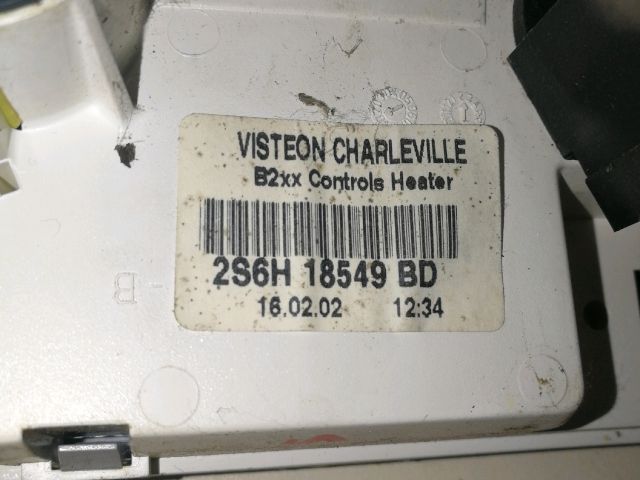 VISTEON CHARLEVILLE
B2xx Controls Heater
2S6H 18549 BD
16.02.02 12:34
B